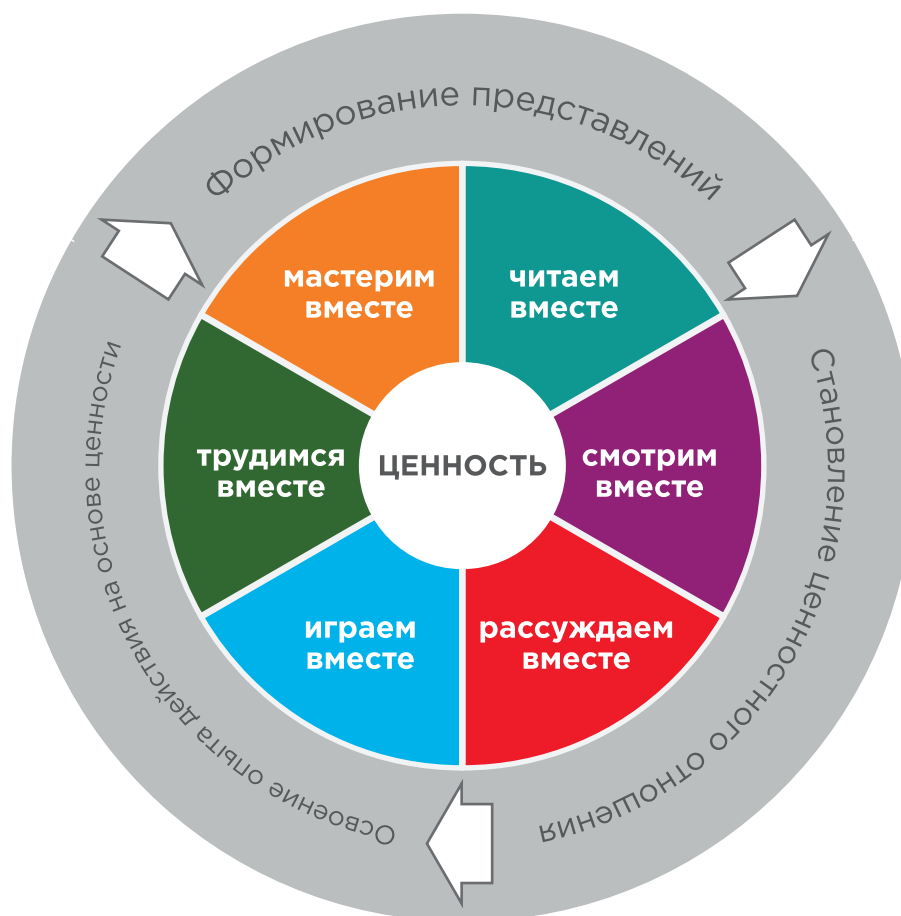 Формирование представлений
Становление ценностного отношения
Освоение опыта действия на основе ценности
мастерим
вместе
читаем
вместе
смотрим
вместе
рассуждаем
вместе
играем
вместе
трудимся
вместе
ЦЕННОСТЬ